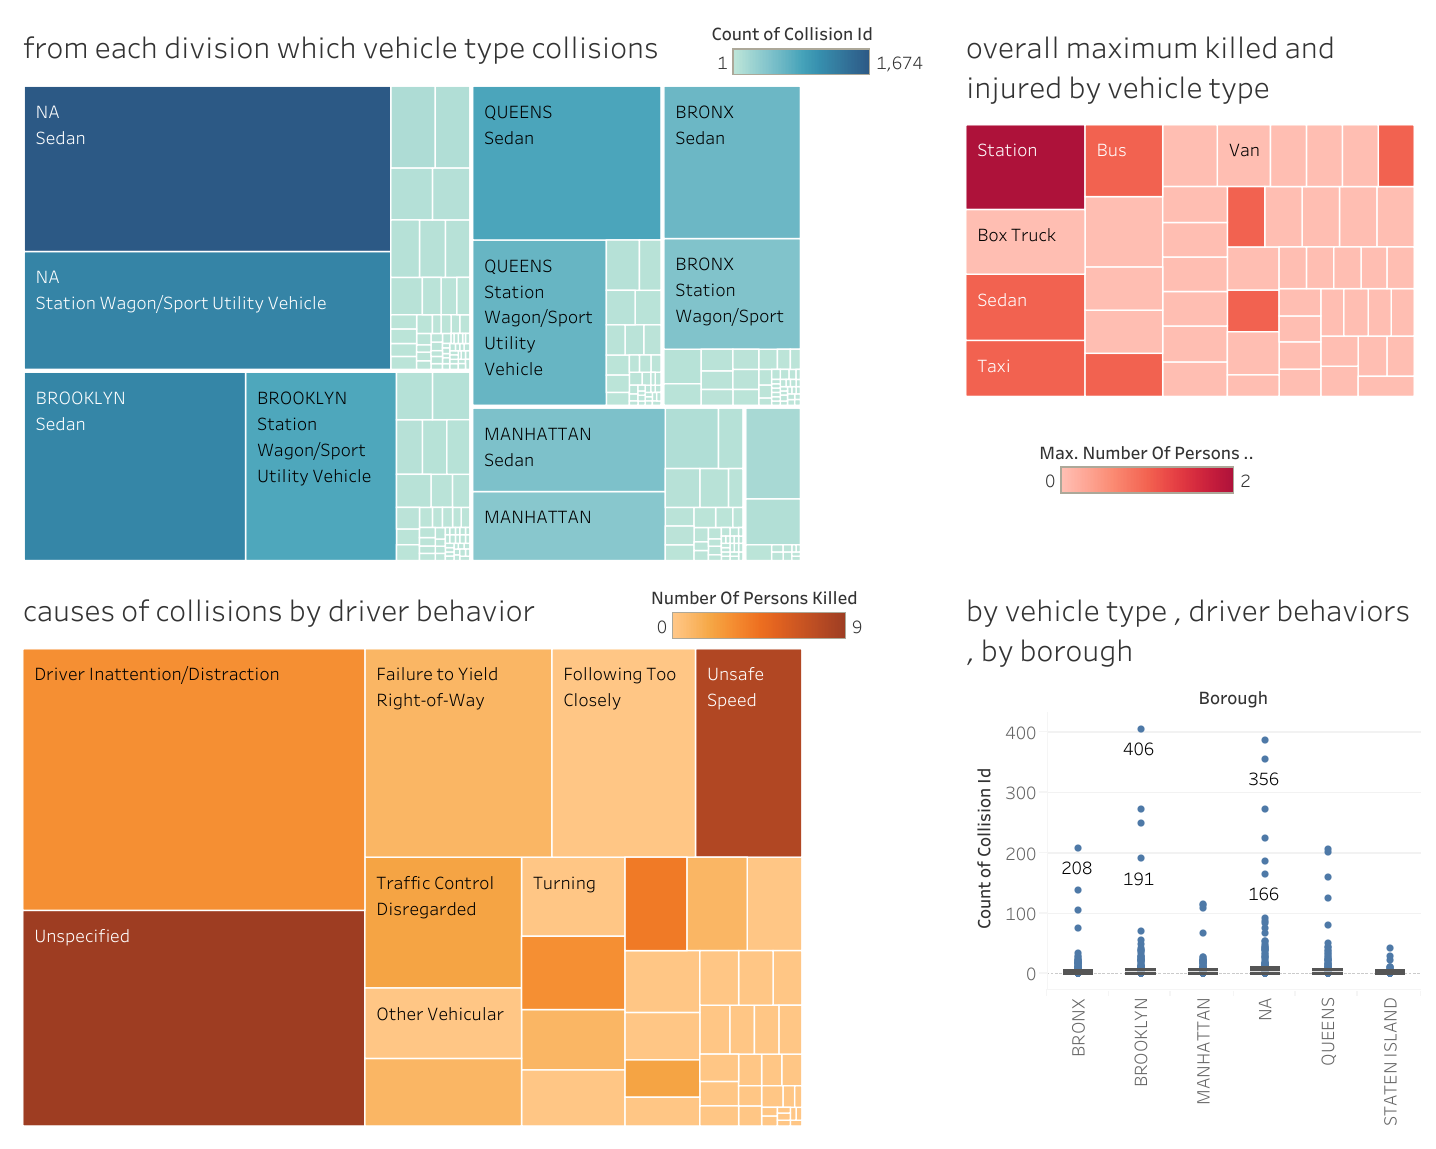 from each division which vehicle type collisions
Count of Collision Id
1
1,674
NA
Sedan
NA
Station Wagon/Sport Utility Vehicle
BROOKLYN
Sedan
BROOKLYN
Station
Wagon/Sport
Utility Vehicle
QUEENS
Sedan
QUEENS
Station
Wagon/Sport
Utility
Vehicle
BRONX
Sedan
BRONX
Station
Wagon/Sport
MANHATTAN
Sedan
MANHATTAN
overall maximum killed and
injured by vehicle type
Station
Bus
Van
Box Truck
Sedan
Taxi
Max. Number Of Persons ..
0
2
causes of collisions by driver behavior
Number Of Persons Killed
0
9
Driver Inattention/Distraction
Unspecified
Failure to Yield
Right-of-Way
Following Too
Closely
Unsafe
Speed
Traffic Control
Disregarded
Turning
Other Vehicular
by vehicle type , driver behaviors
, by borough
Borough
Count of Collision Id
400
300
200
100
0
406
356
208
191
166
BRONX
BROOKLYN
MANHATTAN
NA
QUEENS
STATEN ISLAND